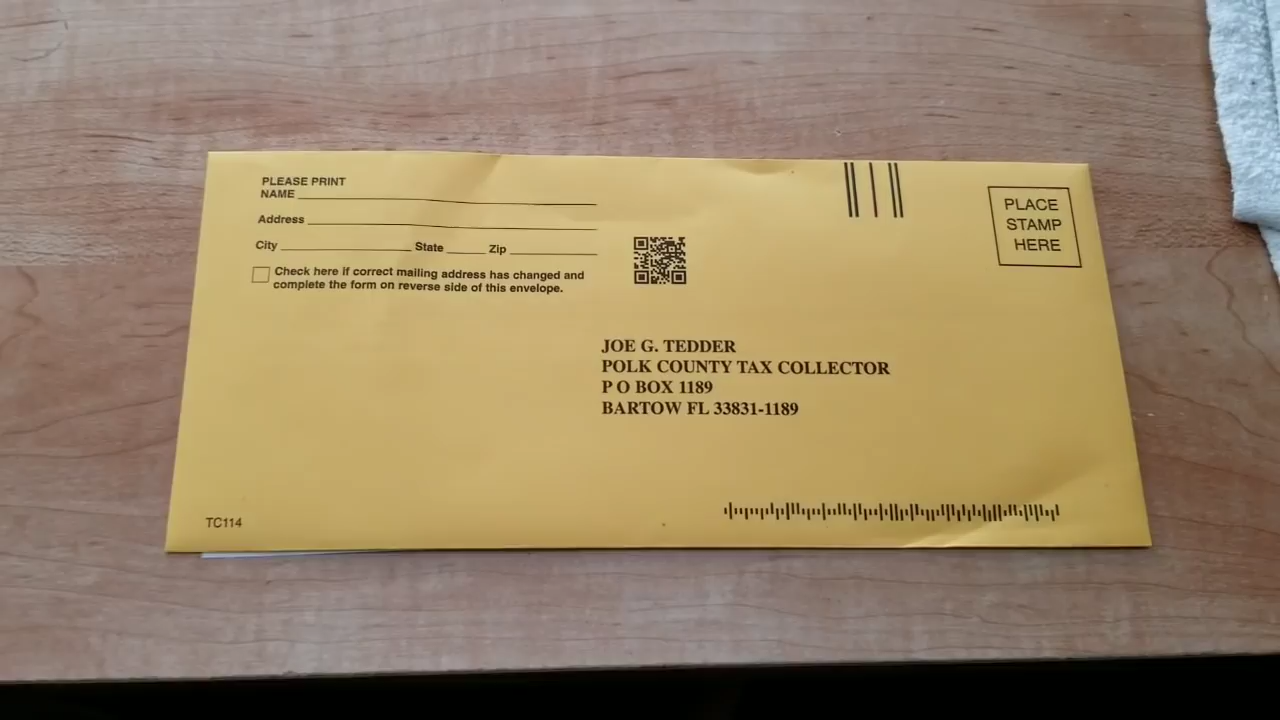 PLEASE PRINT
NAME
Address
City State Zip
Check here if correct mailing address has changed and
complete the form on reverse side of this envelope.
PLACE
STAMP
HERE
JOE G. TEDDER
POLK COUNTY TAX COLLECTOR
P O BOX 1189
BARTOW FL 33831-1189
TC114